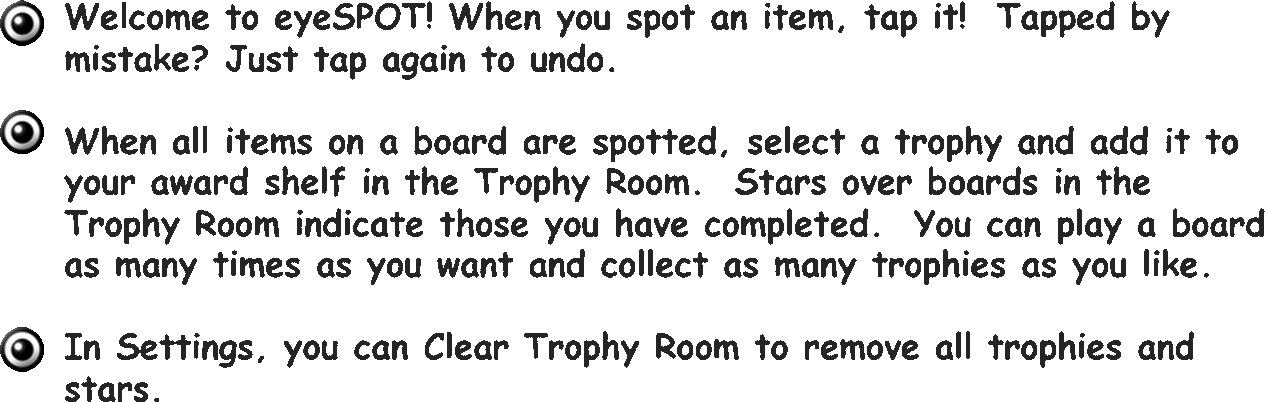 Welcome to eyeSPOT! When you spot an item, tap it!  Tapped by
mistake? Just tap again to undo.
When all items on a board are spotted, select a trophy and add it to
your award shelf in the Trophy Room.  Stars over boards in the
Trophy Room indicate those you have completed.  You can play a board
as many times as you want and collect as many trophies as you like.
In Settings, you can Clear Trophy Room to remove all trophies and
stars.